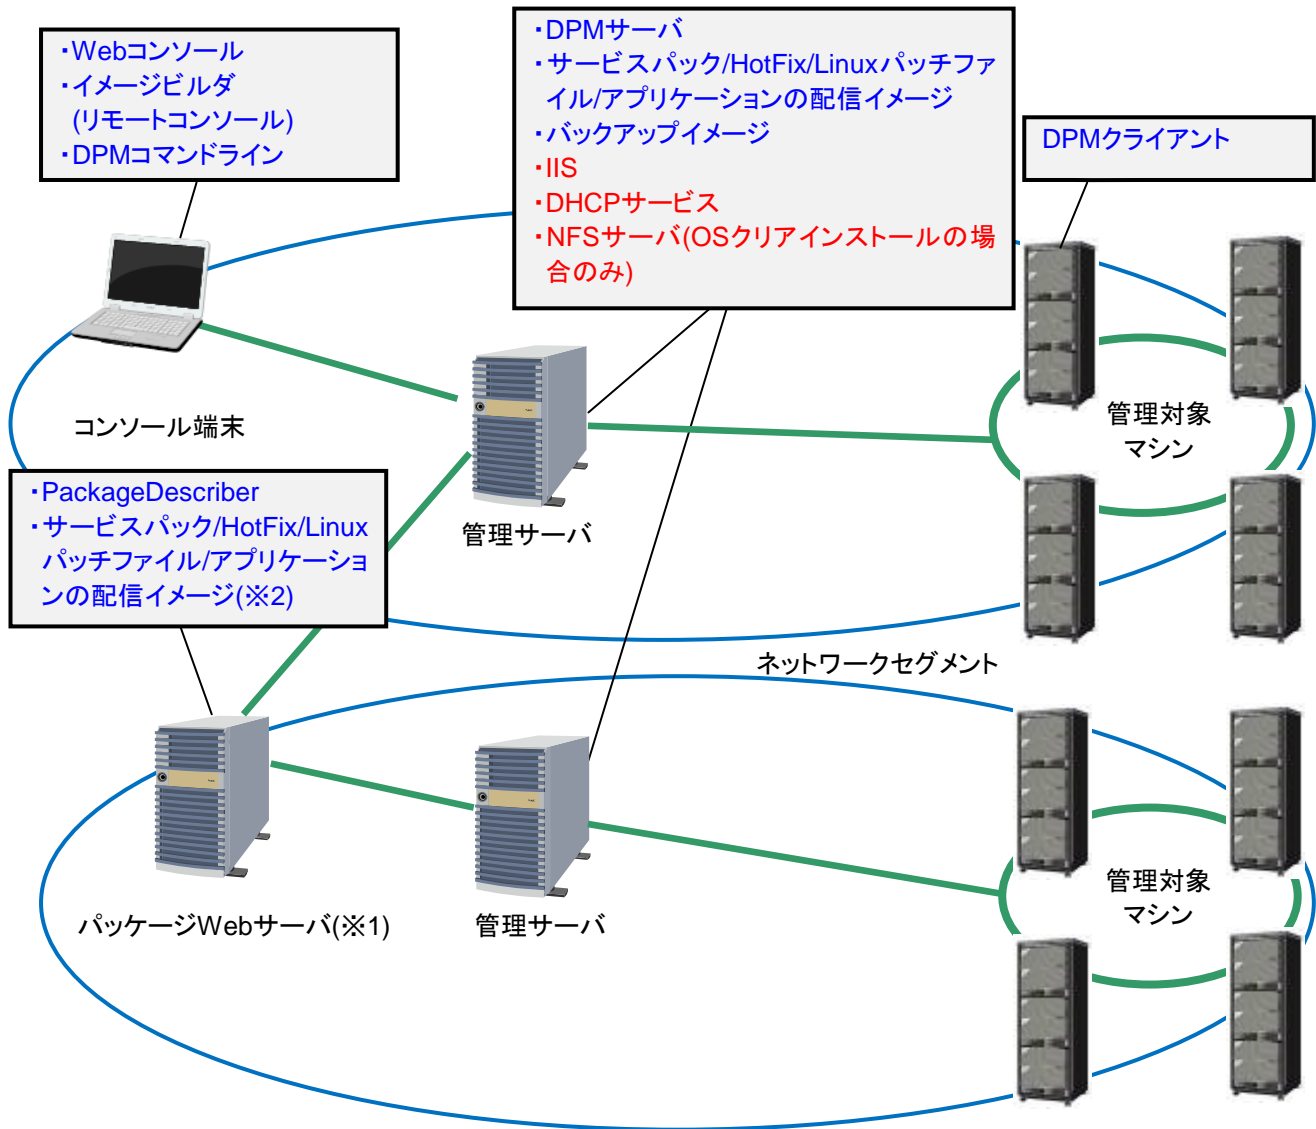 ・Webコンソール
・イメージビルダ
(リモートコンソール)
・DPMコマンドライン
・DPMサーバ
・サービスパック/HotFix/Linuxパッチファ
イル/アプリケーションの配信イメージ
・バックアップイメージ
・IIS
・DHCPサービス
・NFSサーバ(OSクリアインストールの場
合のみ)
DPMクライアント
コンソール端末
管理サーバ
管理対象
マシン
・PackageDescriber
・サービスパック/HotFix/Linux
パッチファイル/アプリケーショ
ンの配信イメージ(※2)
ネットワークセグメント
パッケージWebサーバ(※1)
管理サーバ
管理対象
マシン